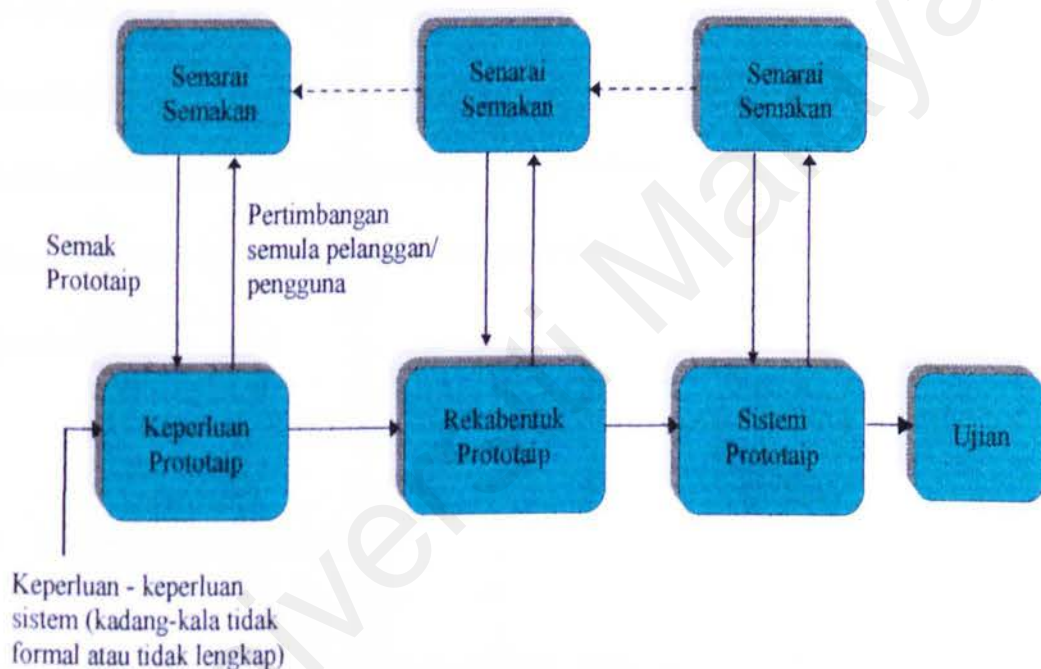 Senarai
Semakan
Senarai
Semakan
Senarai
Semakan
Semak
Prototaip
Pertimbangan
semula pelanggan/
pengguna
Keperluan
Prototaip
Rekabentuk
Prototaip
Sistem
Prototaip
Ujian
Keperluan - keperluan
sistem (kadang-kala tidak
formal atau tidak lengkap)